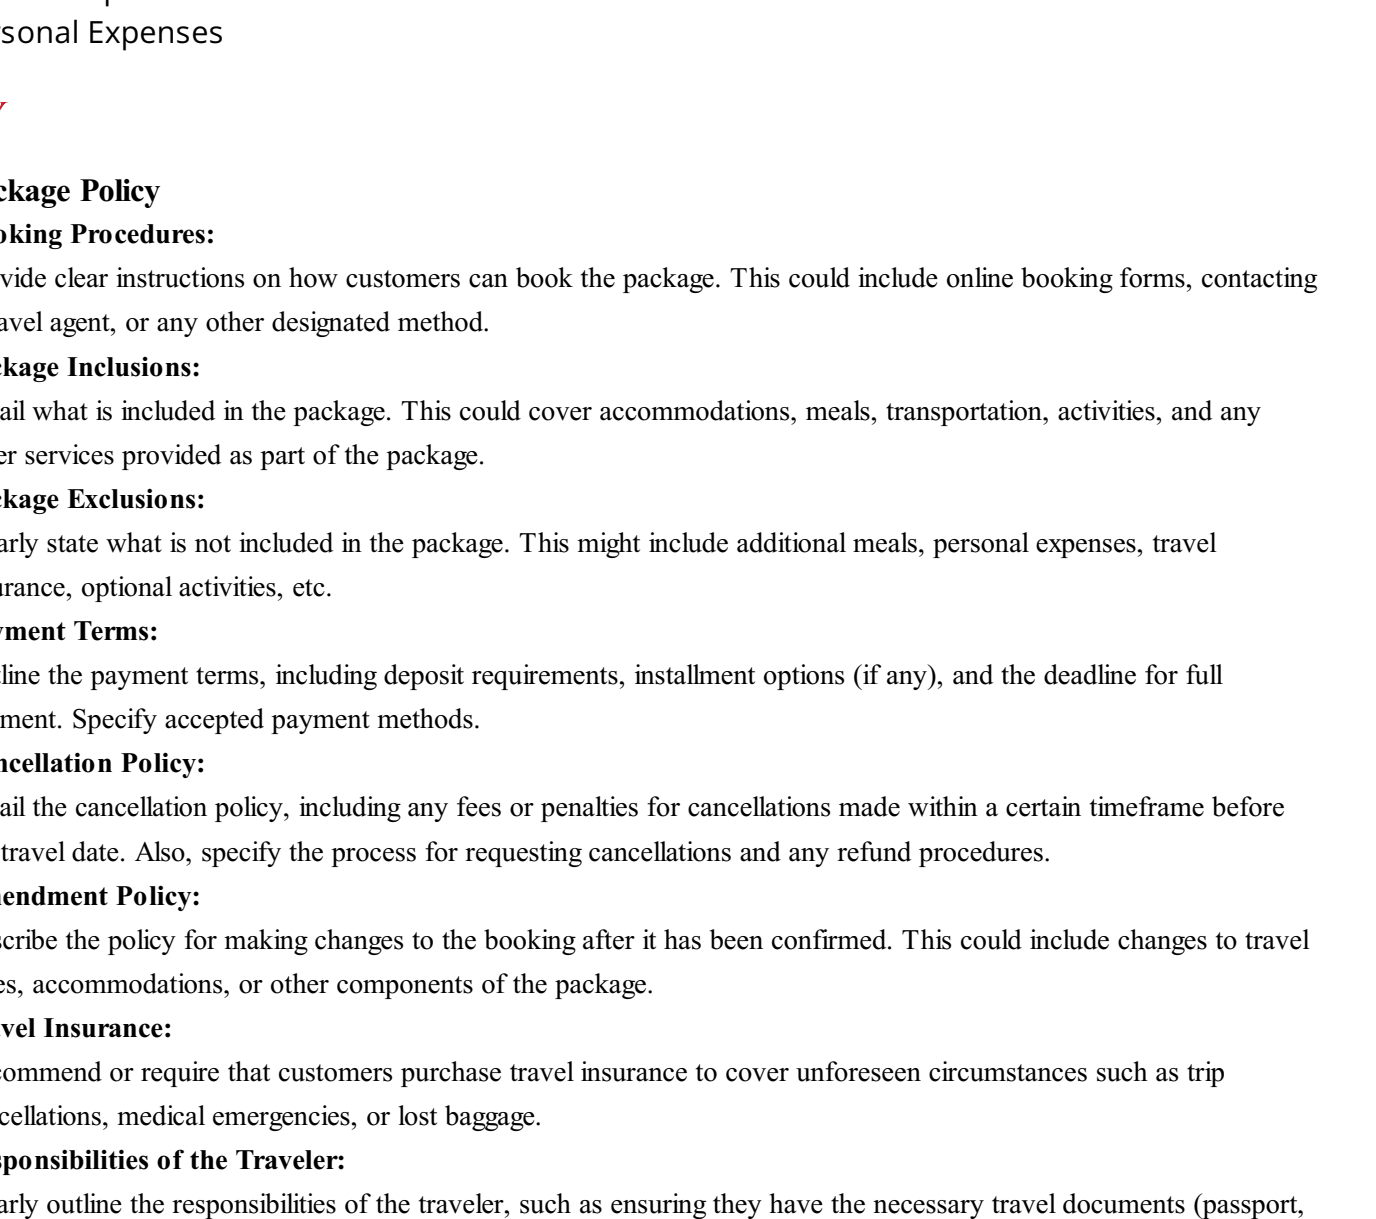 sonal Expenses
Y
ckage Policy
oking Procedures:
vide clear instructions on how customers can book the package. This could include online booking forms, contacting
avel agent, or any other designated method.
ckage Inclusions:
ail what is included in the package. This could cover accommodations, meals, transportation, activities, and any
er services provided as part of the package.
ckage Exclusions:
arly state what is not included in the package. This might include additional meals, personal expenses, travel
urance, optional activities, etc.
yment Terms:
line the payment terms, including deposit requirements, installment options (if any), and the deadline for full
ment. Specify accepted payment methods.
ncellation Policy:
ail the cancellation policy, including any fees or penalties for cancellations made within a certain timeframe before
travel date. Also, specify the process for requesting cancellations and any refund procedures.
endment Policy:
cribe the policy for making changes to the booking after it has been confirmed. This could include changes to travel
es, accommodations, or other components of the package.
vel Insurance:
ommend or require that customers purchase travel insurance to cover unforeseen circumstances such as trip
cellations, medical emergencies, or lost baggage.
ponsibilities of the Traveler:
arly outline the responsibilities of the traveler, such as ensuring they have the necessary travel documents (passport,